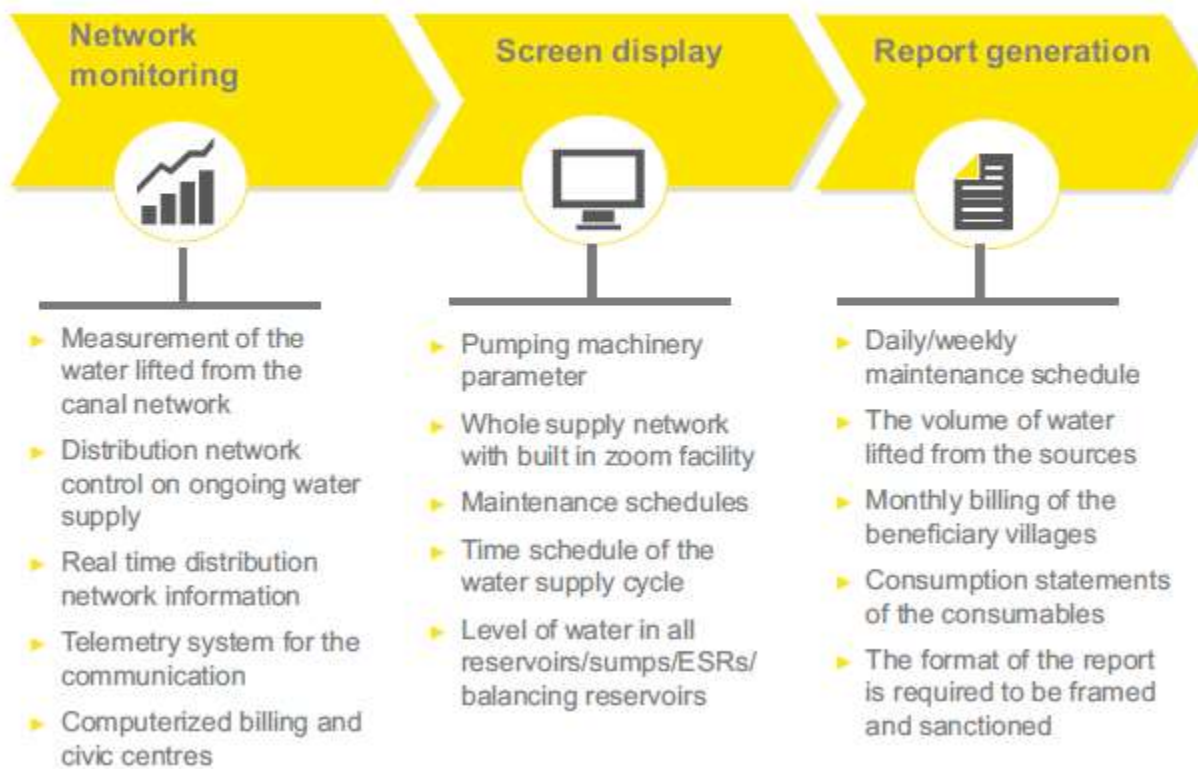 Network
monitoring
Screen display
Report generation
► Measurement of the
water lifted from the
canal network
► Distribution network
control on ongoing water
supply
► Real time distribution
network information
► Telemetry system for the
communication
► Computerized billing and
civic centres
► Pumping machinery
parameter
► Whole supply network
with built in zoom facility
► Maintenance schedules
► Time schedule of the
water supply cycle
► Level of water in all
reservoirs/sumps/ESRs/
balancing reservoirs
► Daily/weekly
maintenance schedule
► The volume of water
lifted from the sources
► Monthly billing of the
beneficiary villages
► Consumption statements
of the consumables
► The format of the report
is required to be framed
and sanctioned